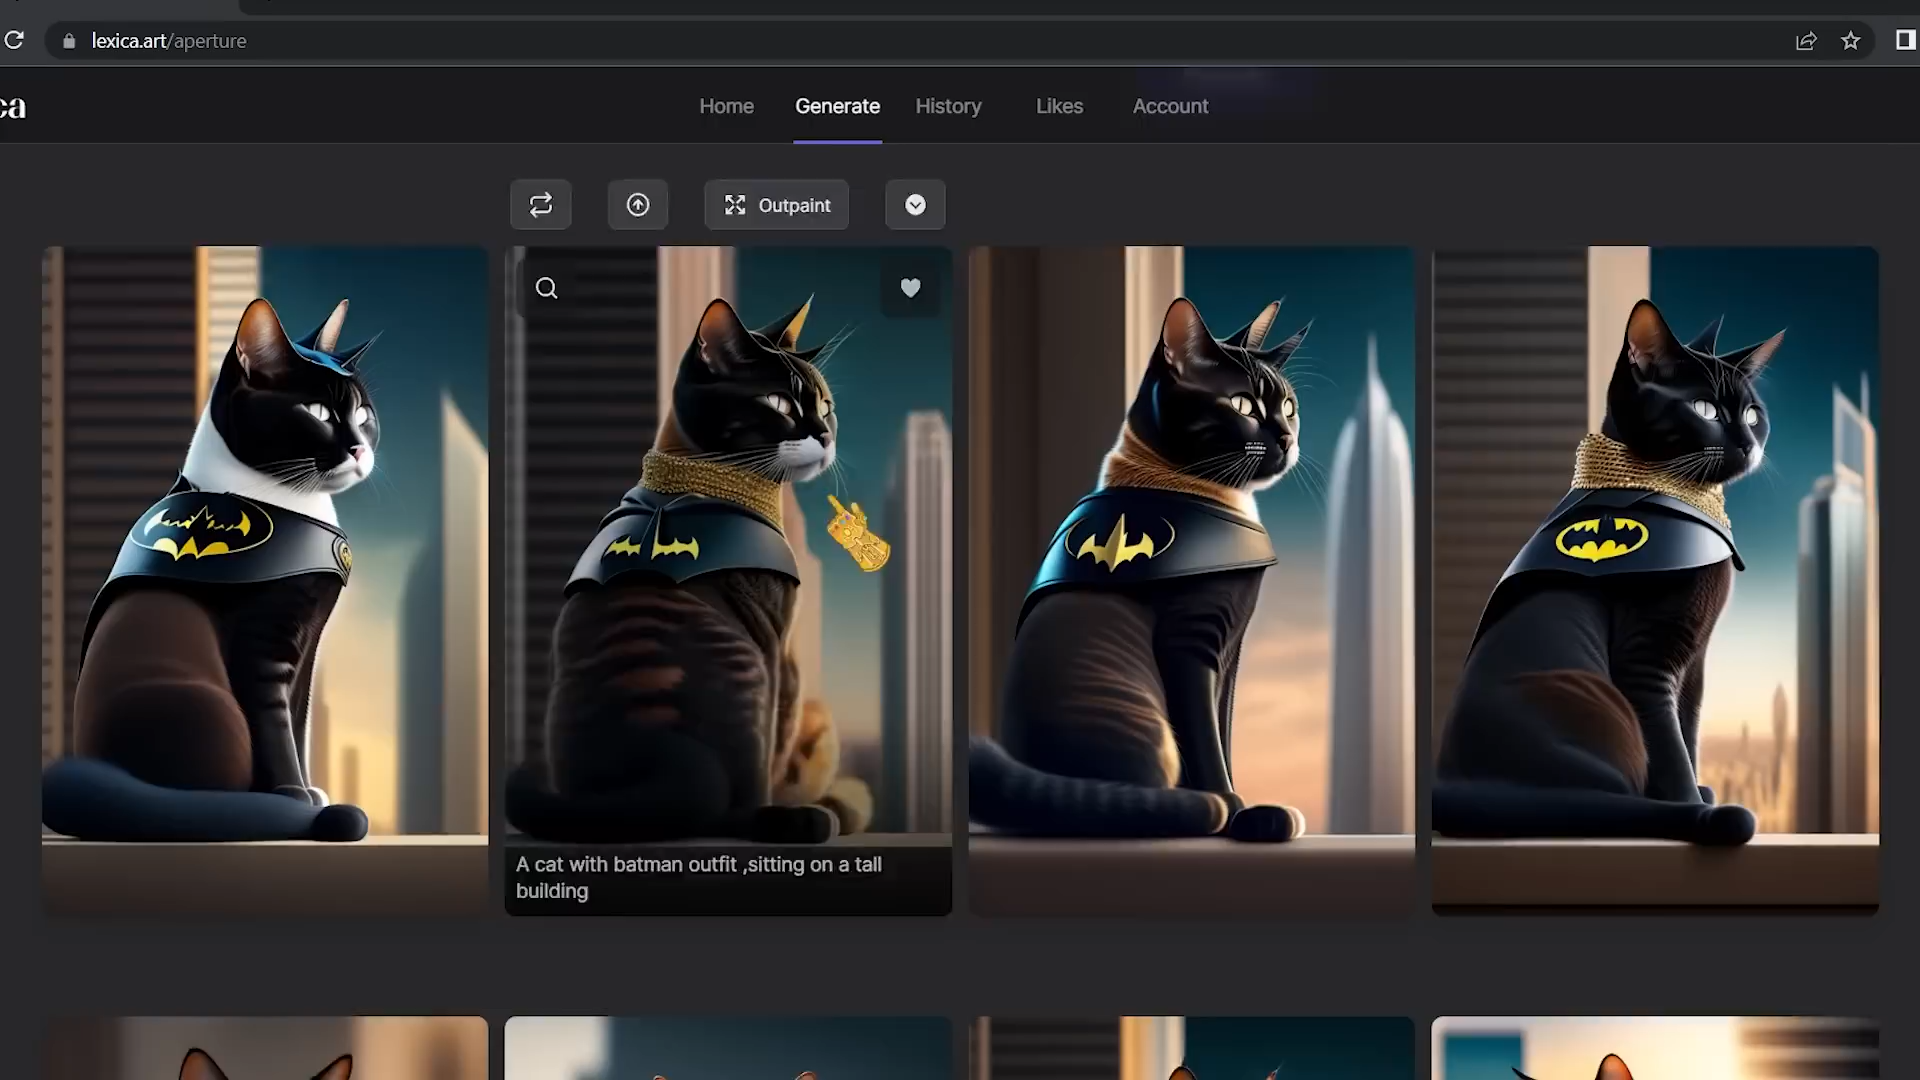 lexica.art/aperture
ca
Home Generate History Likes Account
Outpaint
A cat with batman outfit ,sitting on a tall
building